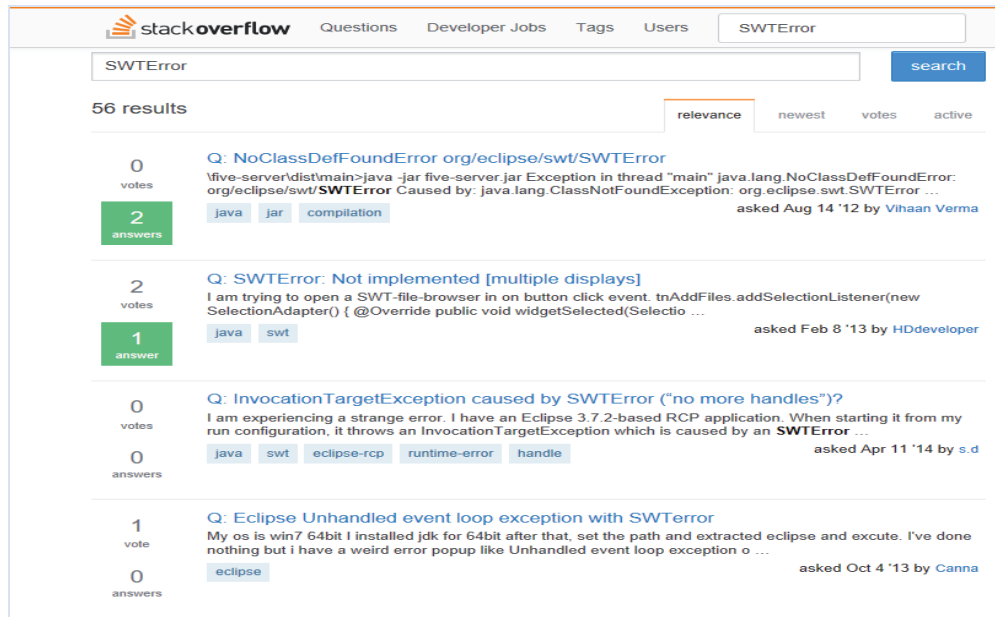 stackoverflow Questions Developer Jobs Tags Users SWTError
SWTError search
56 results
relevance newest votes active
0
votes
2
answers
Q: NoClassDefFoundError org/eclipse/swt/SWTError
\five-server\dist\main>java -jar five-server.jar Exception in thread "main" java.lang.NoClassDefFoundError:
org/eclipse/swt/SWTError Caused by: java.lang.ClassNotFoundException: org.eclipse.swt.SWTError ...
java jar compilation
asked Aug 14 '12 by Vihaan Verma
2
votes
1
answer
Q: SWTError: Not implemented [multiple displays]
I am trying to open a SWT-file-browser in on button click event. tnAddFiles.addSelectionListener(new
SelectionAdapter() { @Override public void widgetSelected(Selectio ...
java swt
asked Feb 8 '13 by HDdeveloper
0
votes
0
answers
Q: InvocationTargetException caused by SWTError (“no more handles”)?
I am experiencing a strange error. I have an Eclipse 3.7.2-based RCP application. When starting it from my
run configuration, it throws an InvocationTargetException which is caused by an SWTError ...
java swt eclipse-rcp runtime-error handle
asked Apr 11 '14 by s.d
1
vote
0
answers
Q: Eclipse Unhandled event loop exception with SWTerror
My os is win7 64bit I installed jdk for 64bit after that, set the path and extracted eclipse and excute. I've done
nothing but i have a weird error popup like Unhandled event loop exception o ...
eclipse
asked Oct 4 '13 by Canna